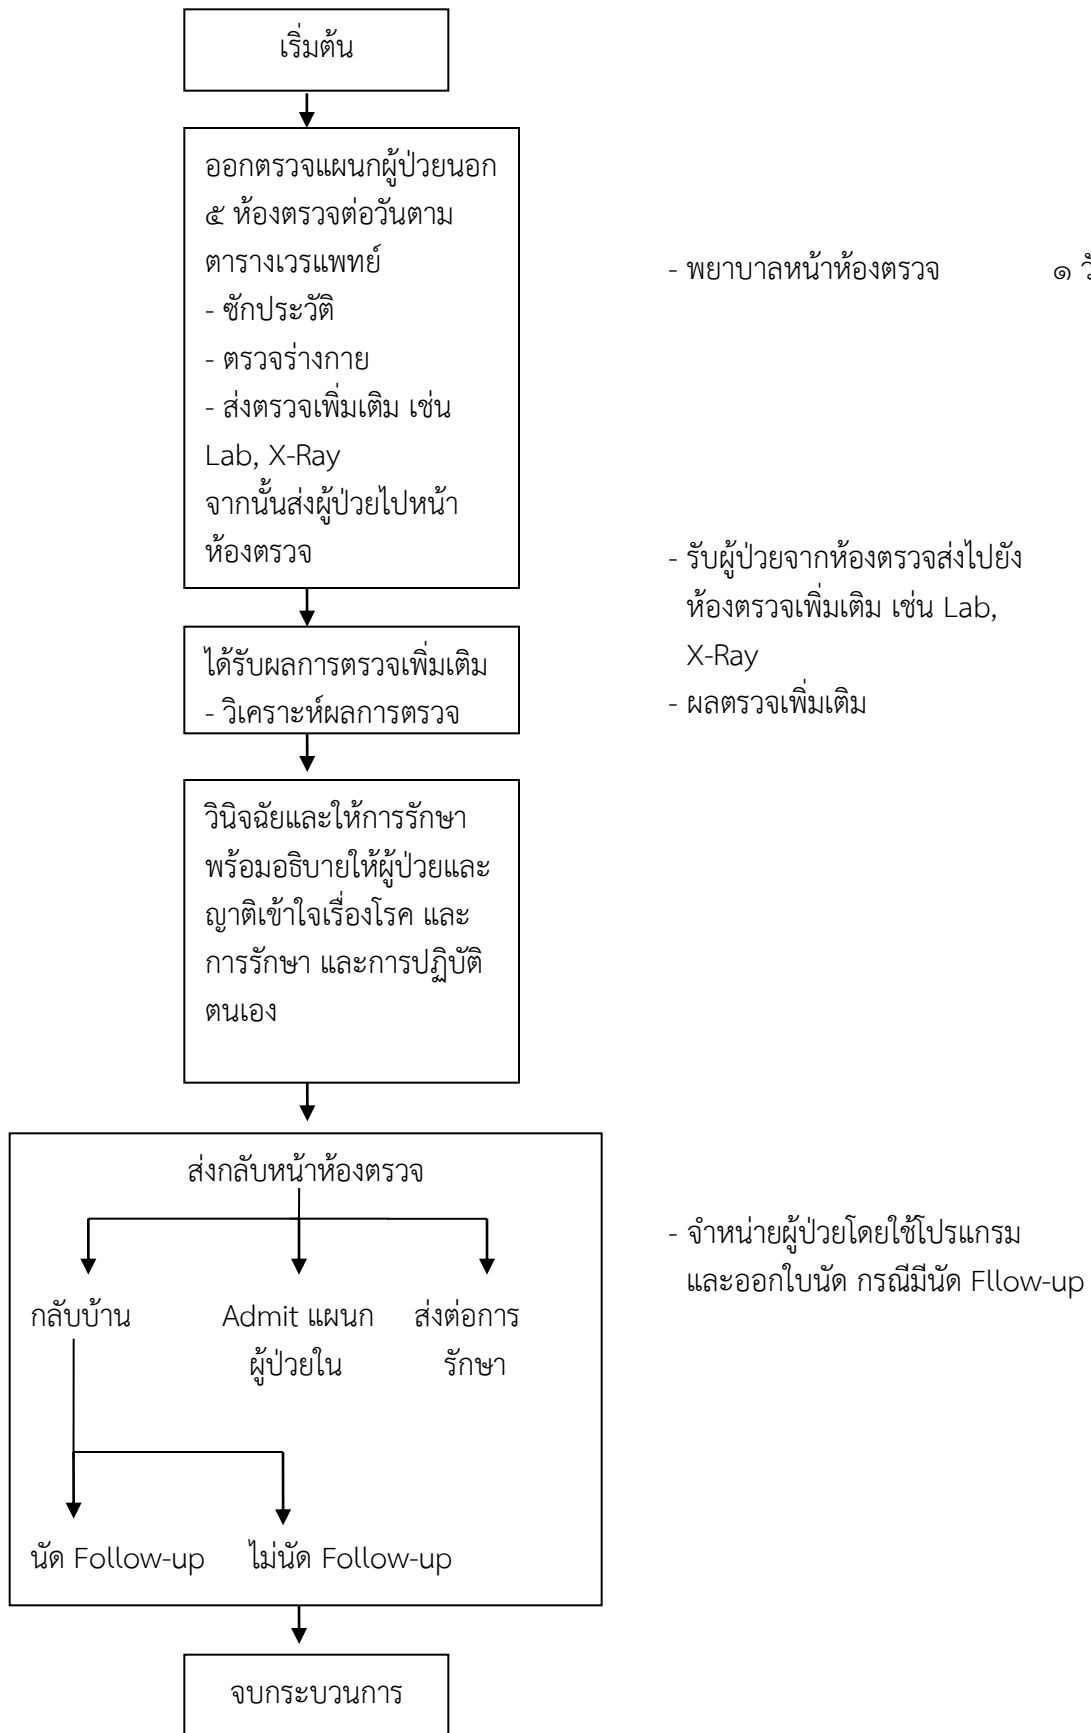 เริ่มต้น
ออกตรวจแผนกผู้ป่วยนอก
๕ ห้องตรวจต่อวันตาม
ตารางเวรแพทย์
- ซักประวัติ
- ตรวจร่างกาย
- ส่งตรวจเพิ่มเติม เช่น
Lab, X-Ray
จากนั้นส่งผู้ป่วยไปหน้า
ห้องตรวจ
- พยาบาลหน้าห้องตรวจ
๑
- รับผู้ป่วยจากห้องตรวจส่งไปยัง
ห้องตรวจเพิ่มเติม เช่น Lab,
X-Ray
- ผลตรวจเพิ่มเติม
ได้รับผลการตรวจเพิ่มเติม
- วิเคราะห์ผลการตรวจ
วินิจฉัยและให้การรักษา
พร้อมอธิบายให้ผู้ป่วยและ
ญาติเข้าใจเรื่องโรค และ
การรักษา และการปฏิบัติ
ตนเอง
ส่งกลับหน้าห้องตรวจ
- จำหน่ายผู้ป่วยโดยใช้โปรแกรม
และออกใบนัด กรณีมีนัด Fllow-up
กลับบ้าน
Admit แผนก
ผู้ป่วยใน
ส่งต่อการ
รักษา
นัด Follow-up
ไม่นัด Follow-up
จบกระบวนการ